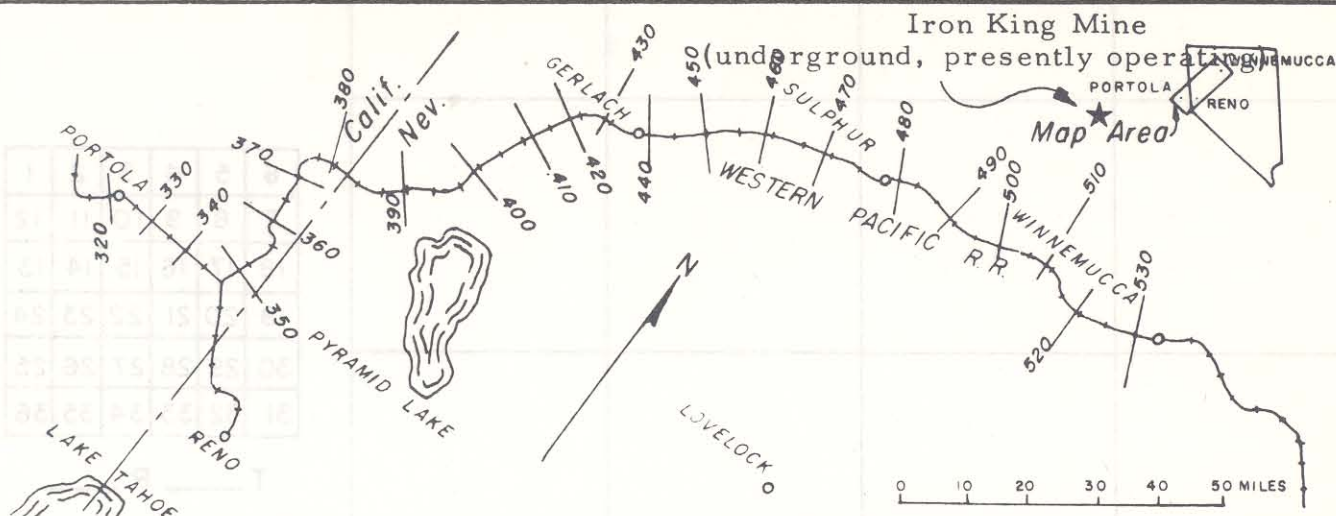 Iron King Mine
(underground, presently operating)
WINNEMUCCA
PORTOLA
RENO
Map Area
Calif.
Nev.
PORTOLA
320
330
340
350
360
370
380
390
400
410
420
GERLACH
430
440
450
460
SULPHUR
470
480
WESTERN PACIFIC R.R.
490
500
WINNEMUCCA
510
520
530
PYRAMID LAKE
N
LOVELOCK
RENO
LAKE TAHOE
0 10 20 30 40 50 MILES